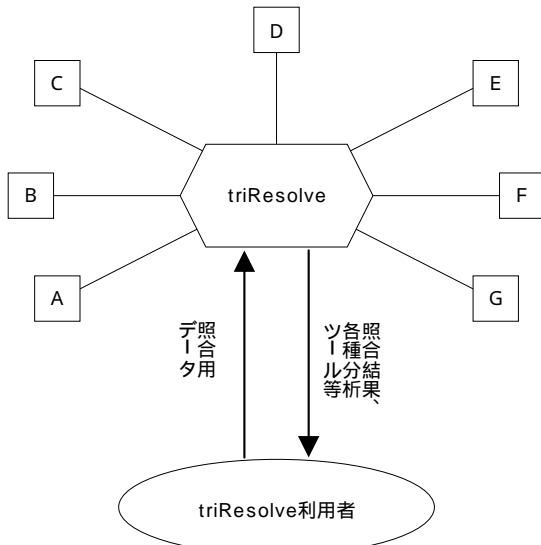 D
C
E
triResolve
B
F
A
G
照合用
データ
照合結果、
各種分析
ツール等
triResolve利用者